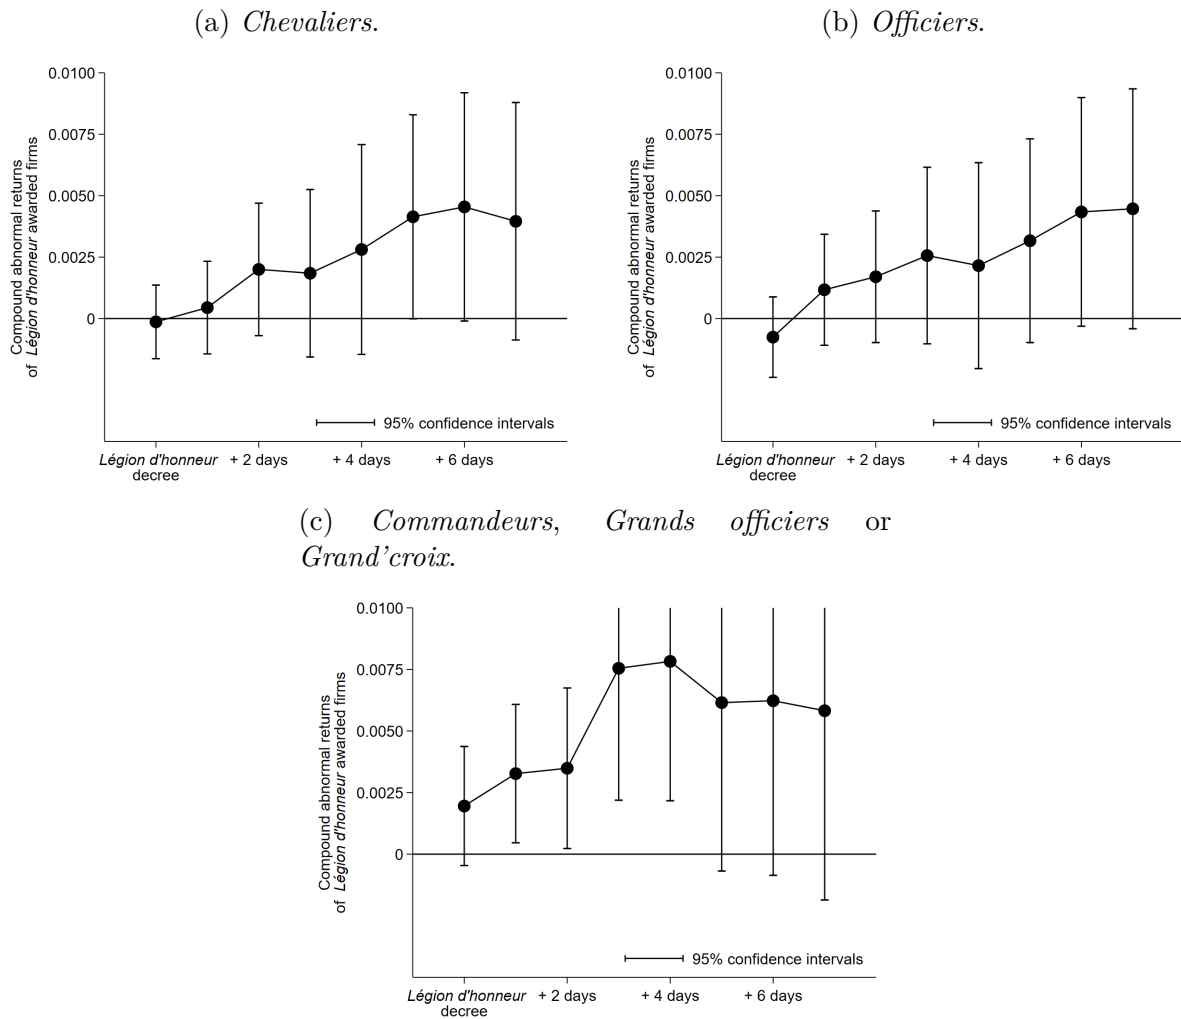 (a) Chevaliers.
0.0100
0.0075
0.0050
0.0025
0
Compound abnormal returns
of Légion d'honneur awarded firms
95% confidence intervals
Légion d'honneur
decree
+ 2 days
+ 4 days
+ 6 days
(b) Officiers.
0.0100
0.0075
0.0050
0.0025
0
Compound abnormal returns
of Légion d'honneur awarded firms
95% confidence intervals
Légion d'honneur
decree
+ 2 days
+ 4 days
+ 6 days
(c) Commandeurs, Grands officiers or
Grand'croix.
0.0100
0.0075
0.0050
0.0025
0
Compound abnormal returns
of Légion d'honneur awarded firms
95% confidence intervals
Légion d'honneur
decree
+ 2 days
+ 4 days
+ 6 days